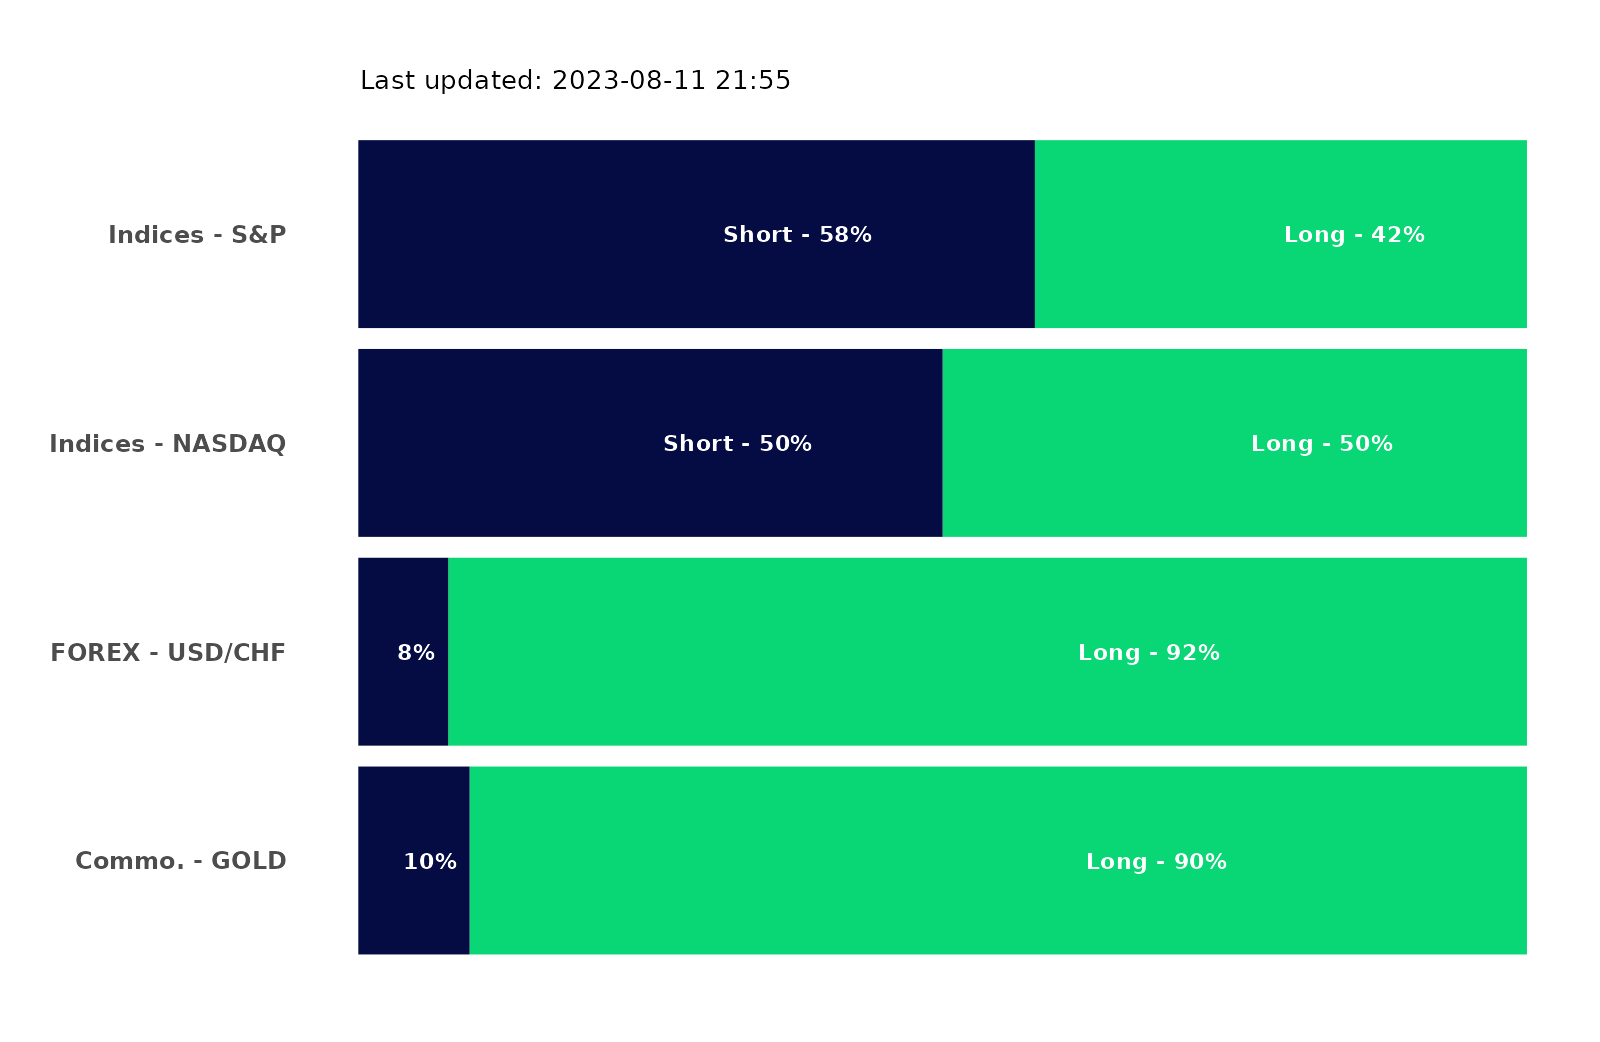 Last updated: 2023-08-11 21:55
Indices - S&P Short - 58% Long - 42%
Indices - NASDAQ Short - 50% Long - 50%
FOREX - USD/CHF 8% Long - 92%
Commo. - GOLD 10% Long - 90%